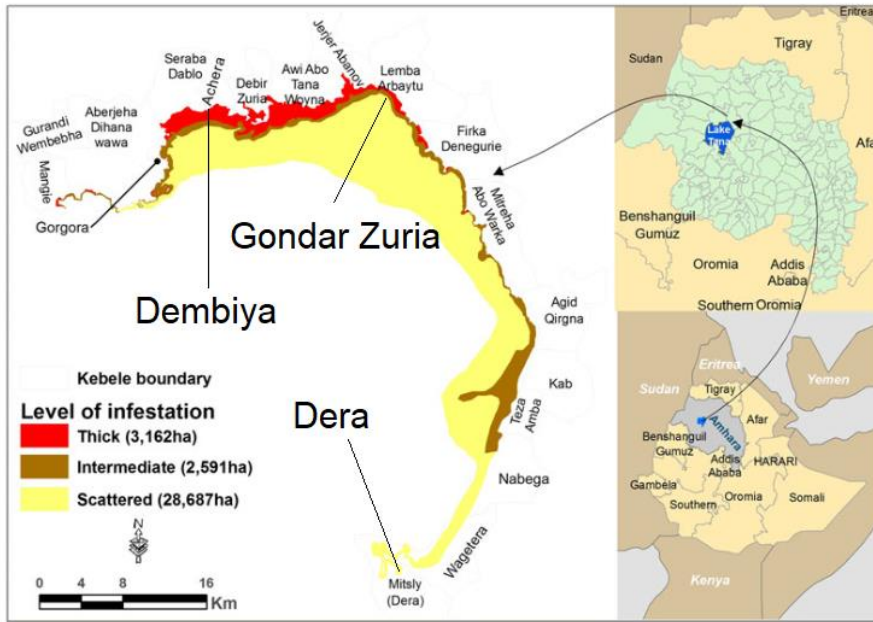 Jerjer Abanov
Seraba
Dablo
Achera
Debir
Zuria
Awi Abo
Tana
Woyna
Lemba
Arbaytu
Aberjeha
Dihana
wawa
Gurandi
Wembebha
Mangie
Gorgora
Firka
Denegurie
Mitreha
Abo Warka
Gondar Zuria
Dembiya
Agid
Qirgna
Kab
Teza
Amba
Dera
Nabega
Wagetera
Mitsly
(Dera)
Kebele boundary
Level of infestation
Thick (3,162ha)
Intermediate (2,591ha)
Scattered (28,687ha)
N
0 4 8 16
Km
Eritrea
Sudan
Tigray
Lake
Tana
Afa
Benshanguil
Gumuz
Oromia
Addis
Ababa
Southern Oromia
Eritrea
Sudan
Yemen
Tigray
Afar
Amhara
Benshanguil
Gumuz
Addis
Ababa
HARARI
Gambela
Oromia
Somali
Southern
Kenya